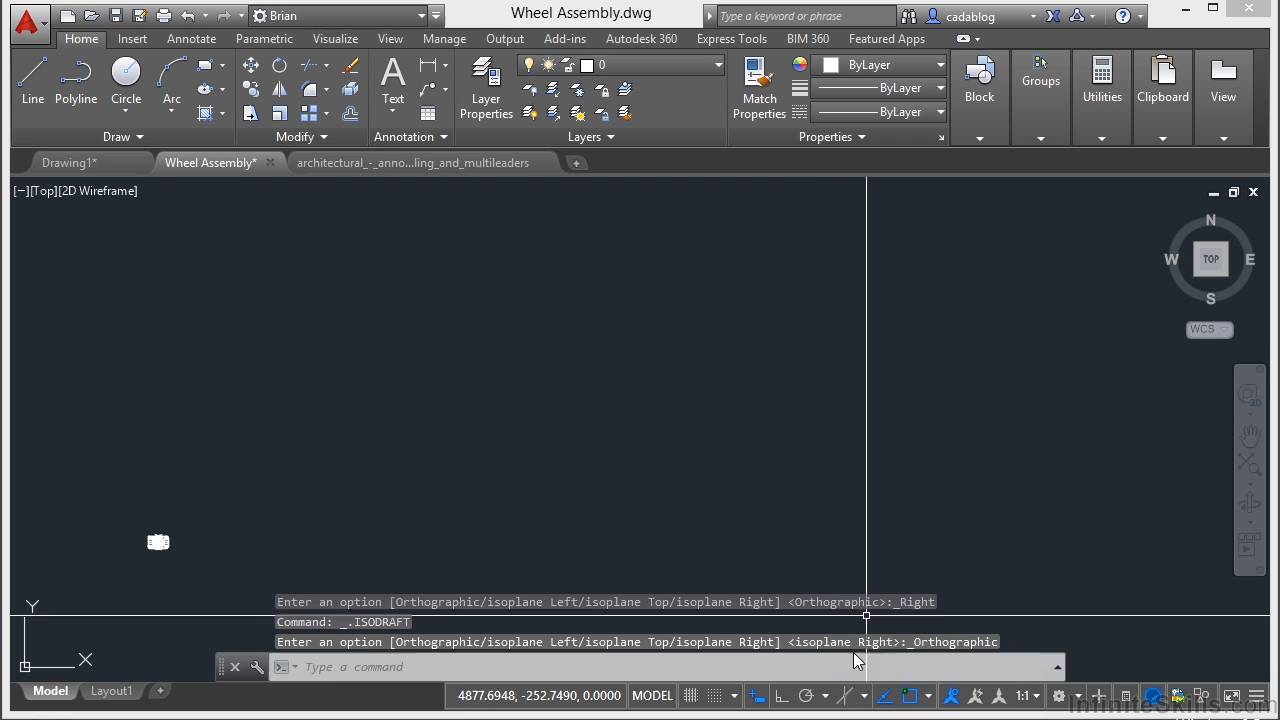 Brian
Wheel Assembly.dwg
Type a keyword or phrase
cadablog
Home Insert Annotate Parametric Visualize View Manage Output Add-ins Autodesk 360 Express Tools BIM 360 Featured Apps
Line Polyline Circle Arc Text Layer Properties 0 Match Properties ByLayer ByLayer ByLayer Block Groups Utilities Clipboard View
Draw Modify Annotation Layers Properties
Drawing1* Wheel Assembly* architectural_-_anno...ling_and_multileaders
[−][Top][2D Wireframe]
N
W TOP E
S
WCS
2D
Y
X
Enter an option [Orthographic/isoplane Left/isoplane Top/isoplane Right] <Orthographic>:_Right
Command: _.ISODRAFT
Enter an option [Orthographic/isoplane Left/isoplane Top/isoplane Right] <isoplane Right>:_Orthographic
Type a command
Model Layout1 4877.6948, -252.7490, 0.0000 MODEL 1:1
InfiniteSkills.com